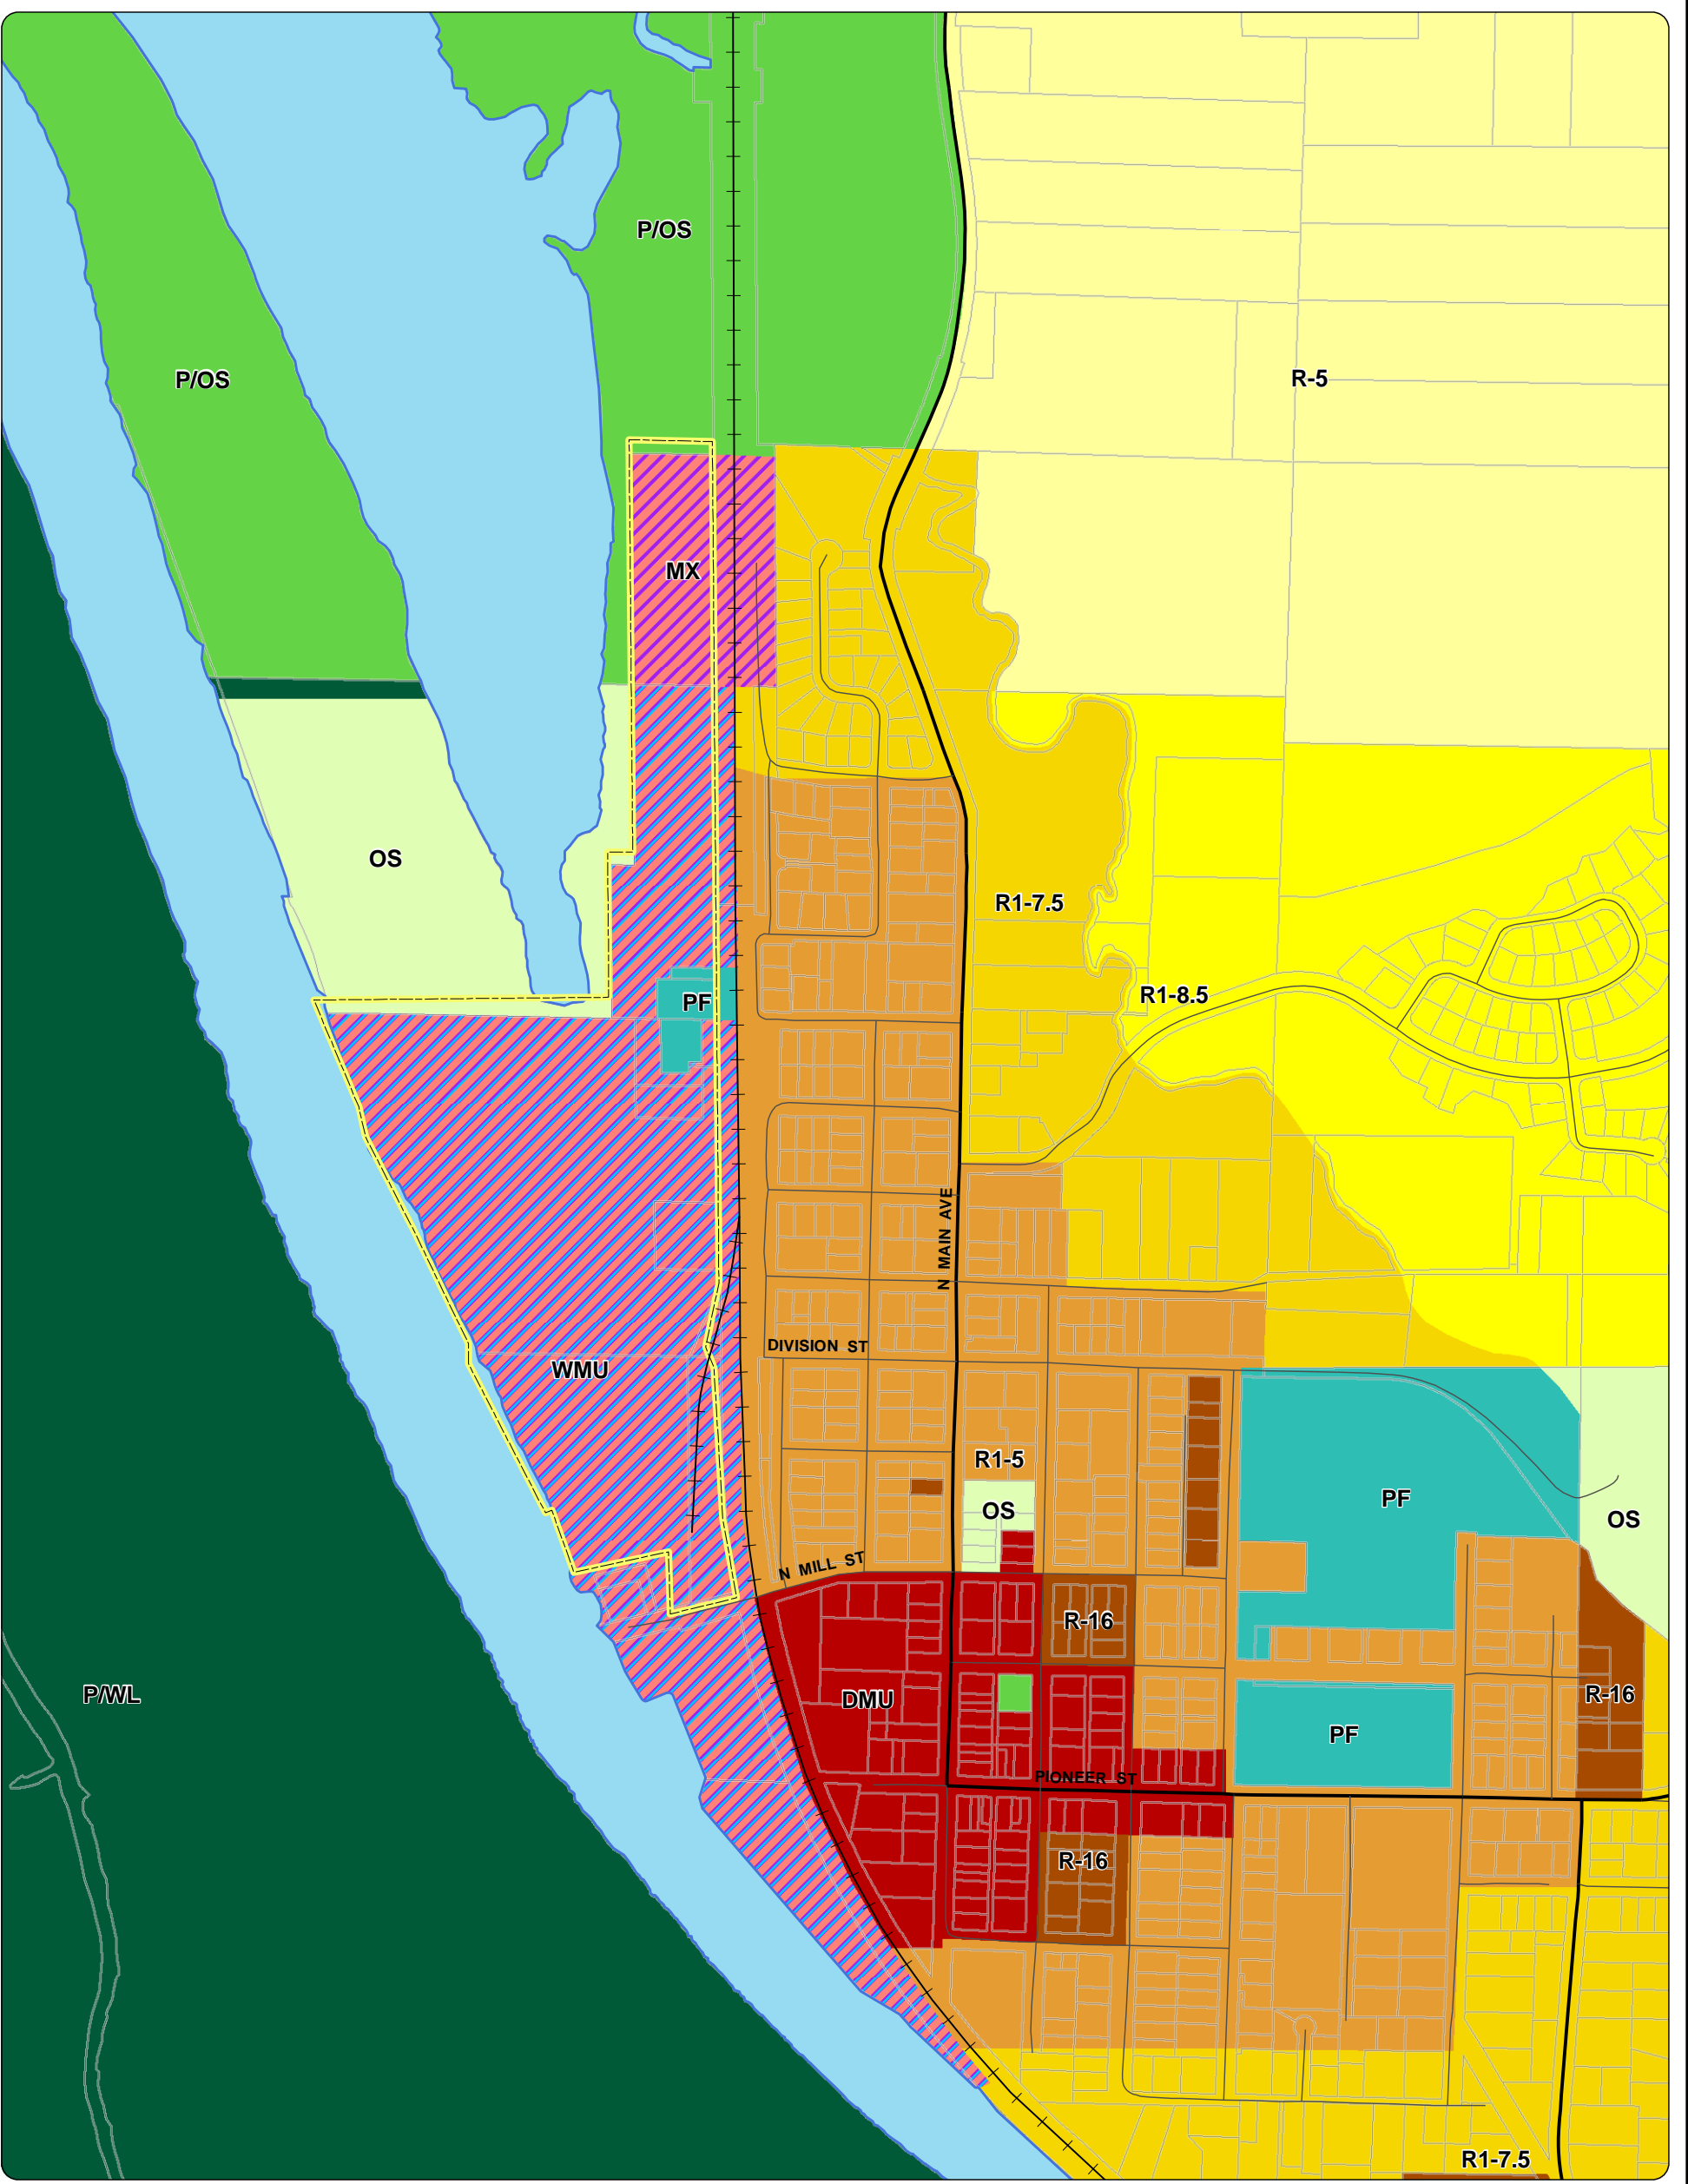 P/OS
P/OS
R-5
MX
OS
R1-7.5
R1-8.5
PF
N MAIN AVE
DIVISION ST
WMU
R1-5
PF
OS
OS
N MILL ST
R-16
P/WL
DMU
R-16
PF
PIONEER ST
R-16
R1-7.5